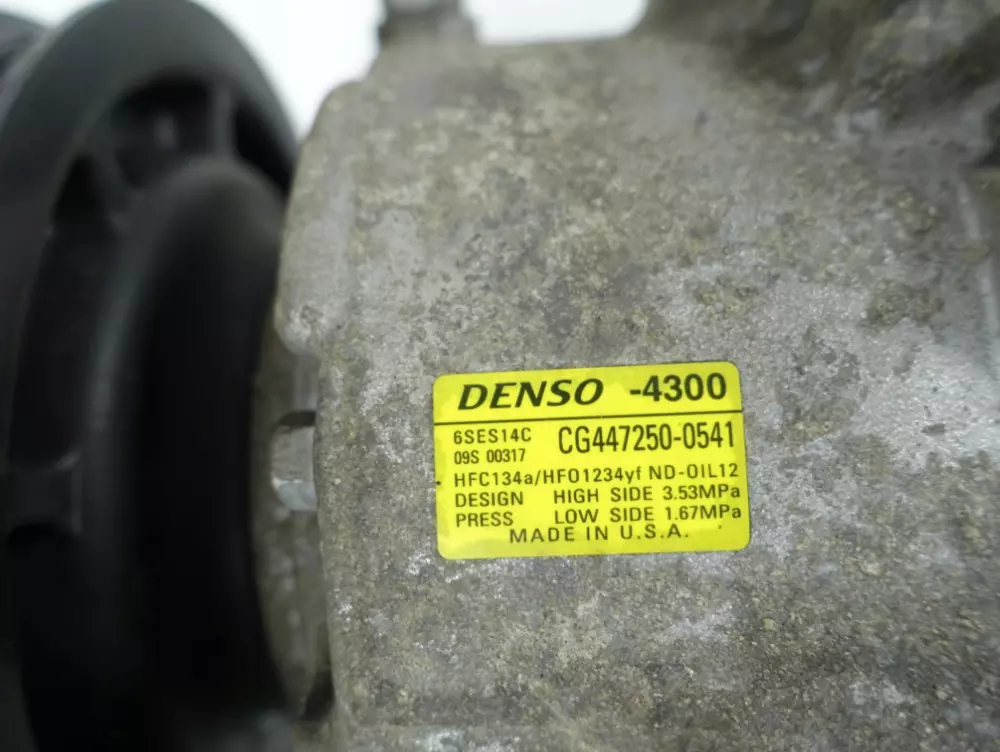 DENSO -4300
6SES14C CG447250-0541
09S 00317
HFC134a/HFO1234yf ND-OIL12
DESIGN HIGH SIDE 3.53MPa
PRESS LOW SIDE 1.67MPa
MADE IN U.S.A.